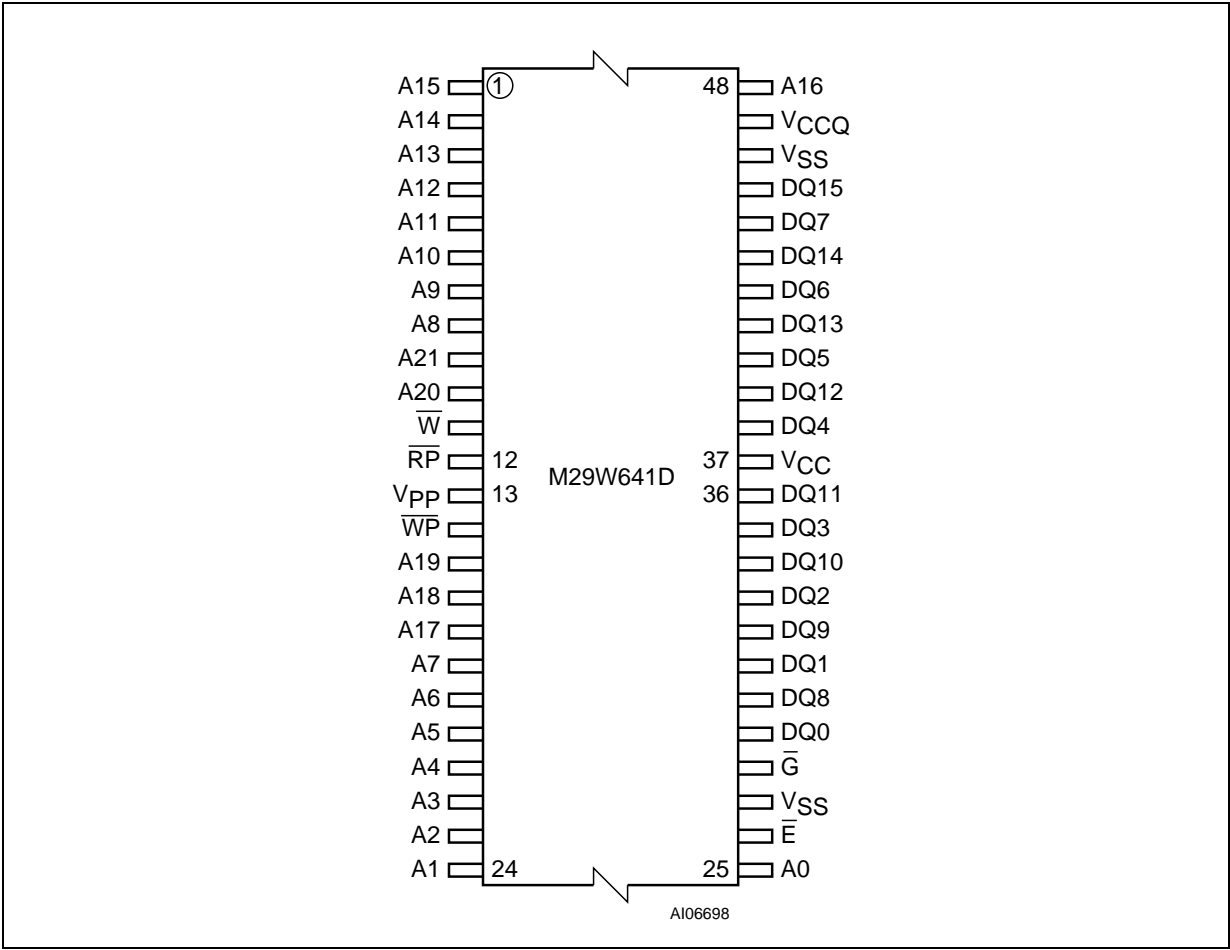 A15 1 48 A16
A14 VCCQ
A13 VSS
A12 DQ15
A11 DQ7
A10 DQ14
A9 DQ6
A8 DQ13
A21 DQ5
A20 DQ12
W̅ DQ4
R̅P̅ 12 37 VCC
M29W641D
VPP 13 36 DQ11
W̅P̅ DQ3
A19 DQ10
A18 DQ2
A17 DQ9
A7 DQ1
A6 DQ8
A5 DQ0
A4 G̅
A3 VSS
A2 E̅
A1 24 25 A0
AI06698